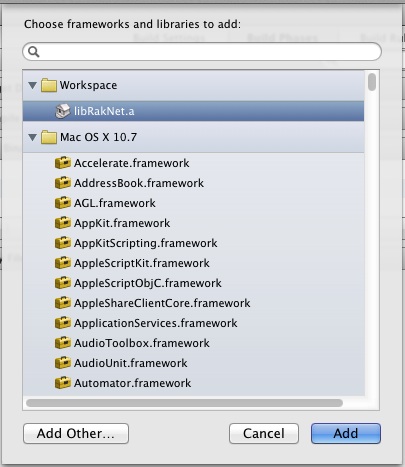 Choose frameworks and libraries to add:
Workspace
libRakNet.a
Mac OS X 10.7
Accelerate.framework
AddressBook.framework
AGL.framework
AppKit.framework
AppKitScripting.framework
AppleScriptKit.framework
AppleScriptObjC.framework
AppleShareClientCore.framework
ApplicationServices.framework
AudioToolbox.framework
AudioUnit.framework
Automator.framework
Add Other...
Cancel
Add